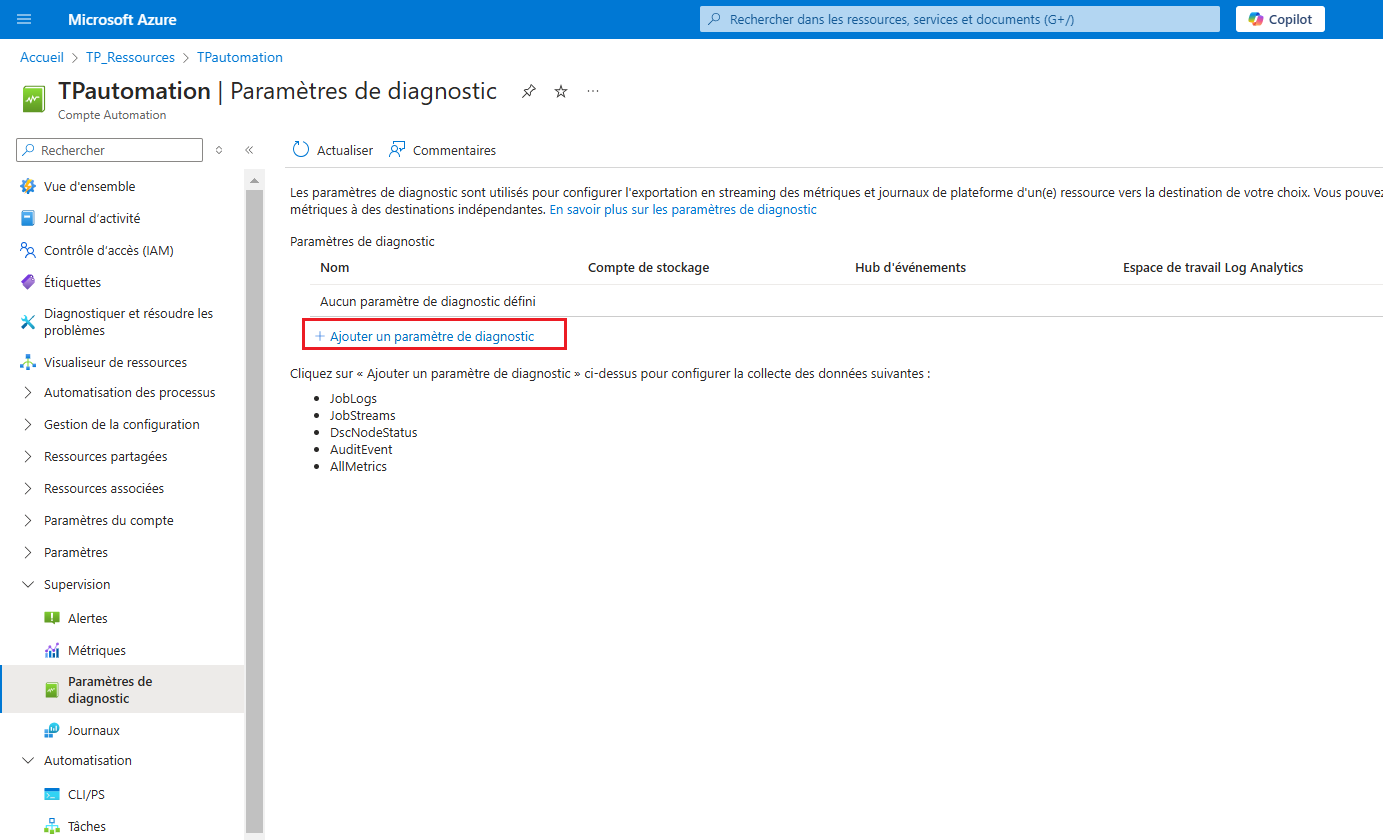 Microsoft Azure
Rechercher dans les ressources, services et documents (G+/)
Copilot
Accueil > TP_Ressources > TPautomation
TPautomation | Paramètres de diagnostic
Compte Automation
Rechercher
Vue d'ensemble
Journal d'activité
Contrôle d'accès (IAM)
Étiquettes
Diagnostiquer et résoudre les
problèmes
Visualiseur de ressources
Automatisation des processus
Gestion de la configuration
Ressources partagées
Ressources associées
Paramètres du compte
Paramètres
Supervision
Alertes
Métriques
Paramètres de
diagnostic
Journaux
Automatisation
CLI/PS
Tâches
Actualiser
Commentaires
Les paramètres de diagnostic sont utilisés pour configurer l'exportation en streaming des métriques et journaux de plateforme d'un(e) ressource vers la destination de votre choix. Vous pouvez
métriques à des destinations indépendantes. En savoir plus sur les paramètres de diagnostic
Paramètres de diagnostic
Nom Compte de stockage Hub d'événements Espace de travail Log Analytics
Aucun paramètre de diagnostic défini
+ Ajouter un paramètre de diagnostic
Cliquez sur « Ajouter un paramètre de diagnostic » ci-dessus pour configurer la collecte des données suivantes :
• JobLogs
• JobStreams
• DscNodeStatus
• AuditEvent
• AllMetrics